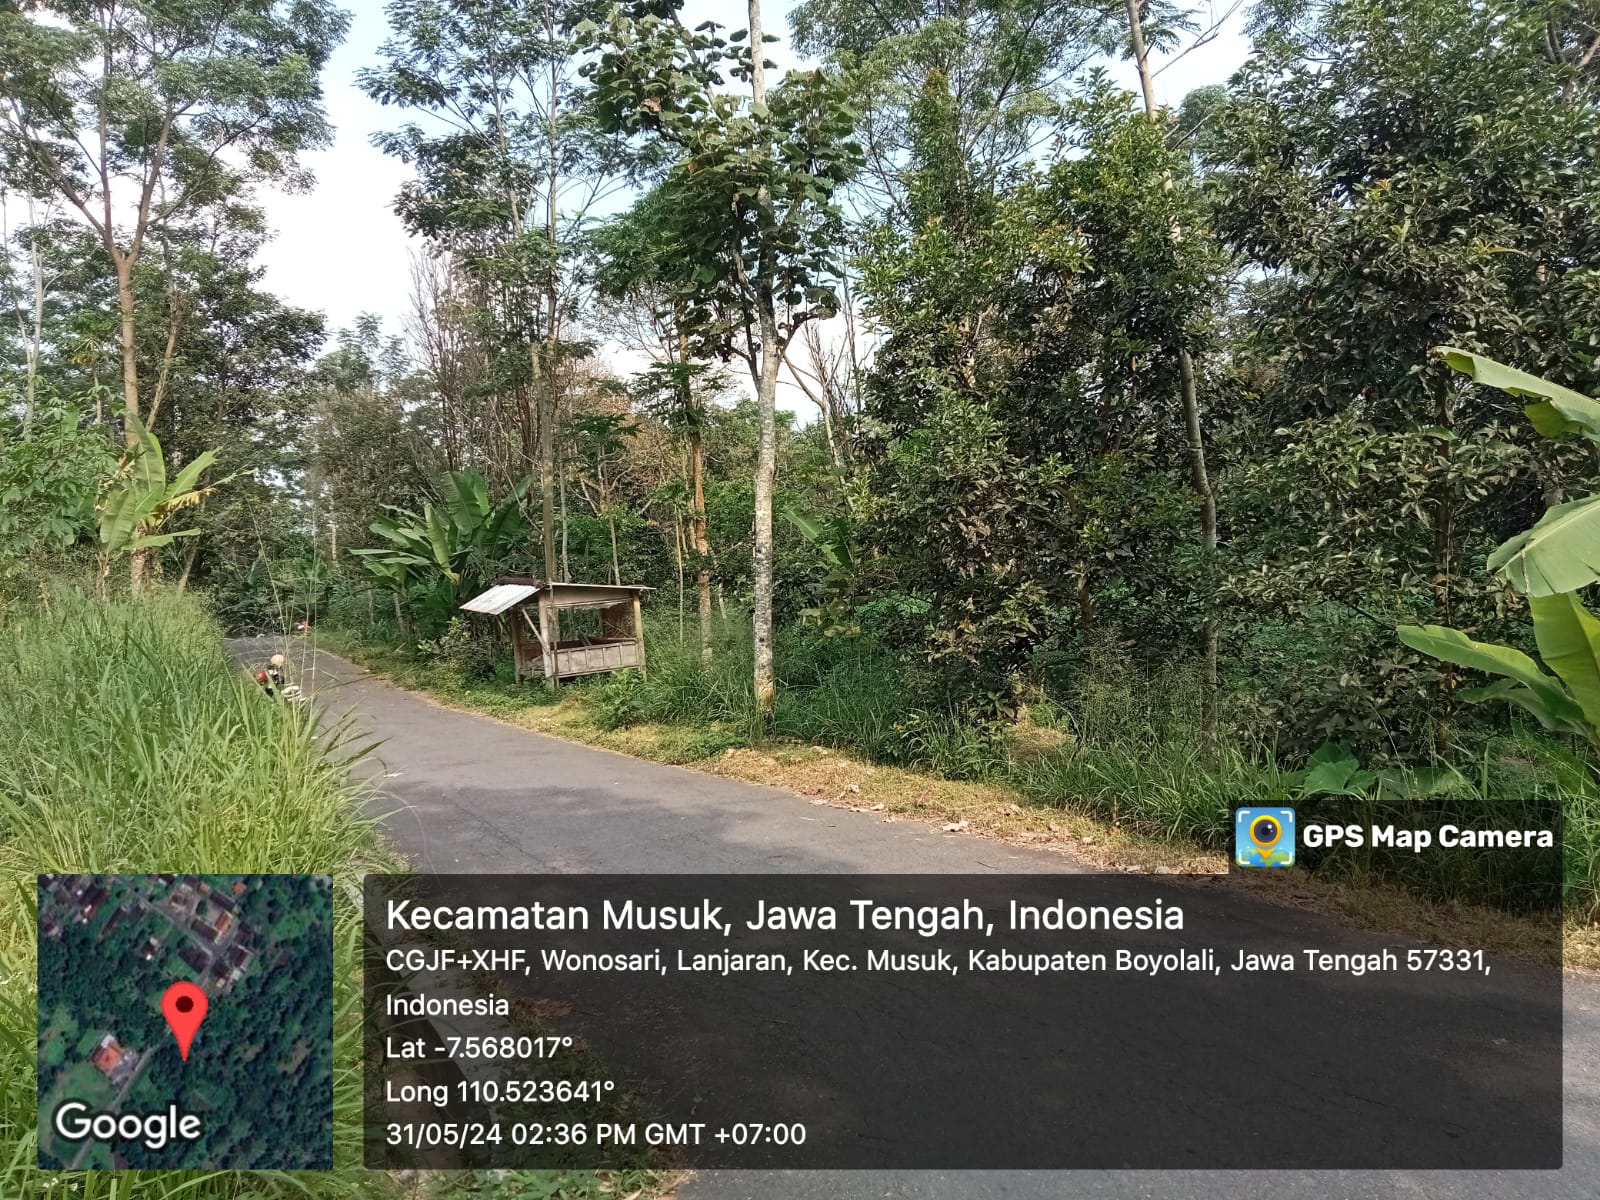 GPS Map Camera
Kecamatan Musuk, Jawa Tengah, Indonesia
CGJF+XHF, Wonosari, Lanjaran, Kec. Musuk, Kabupaten Boyolali, Jawa Tengah 57331,
Indonesia
Lat -7.568017°
Long 110.523641°
31/05/24 02:36 PM GMT +07:00
Google